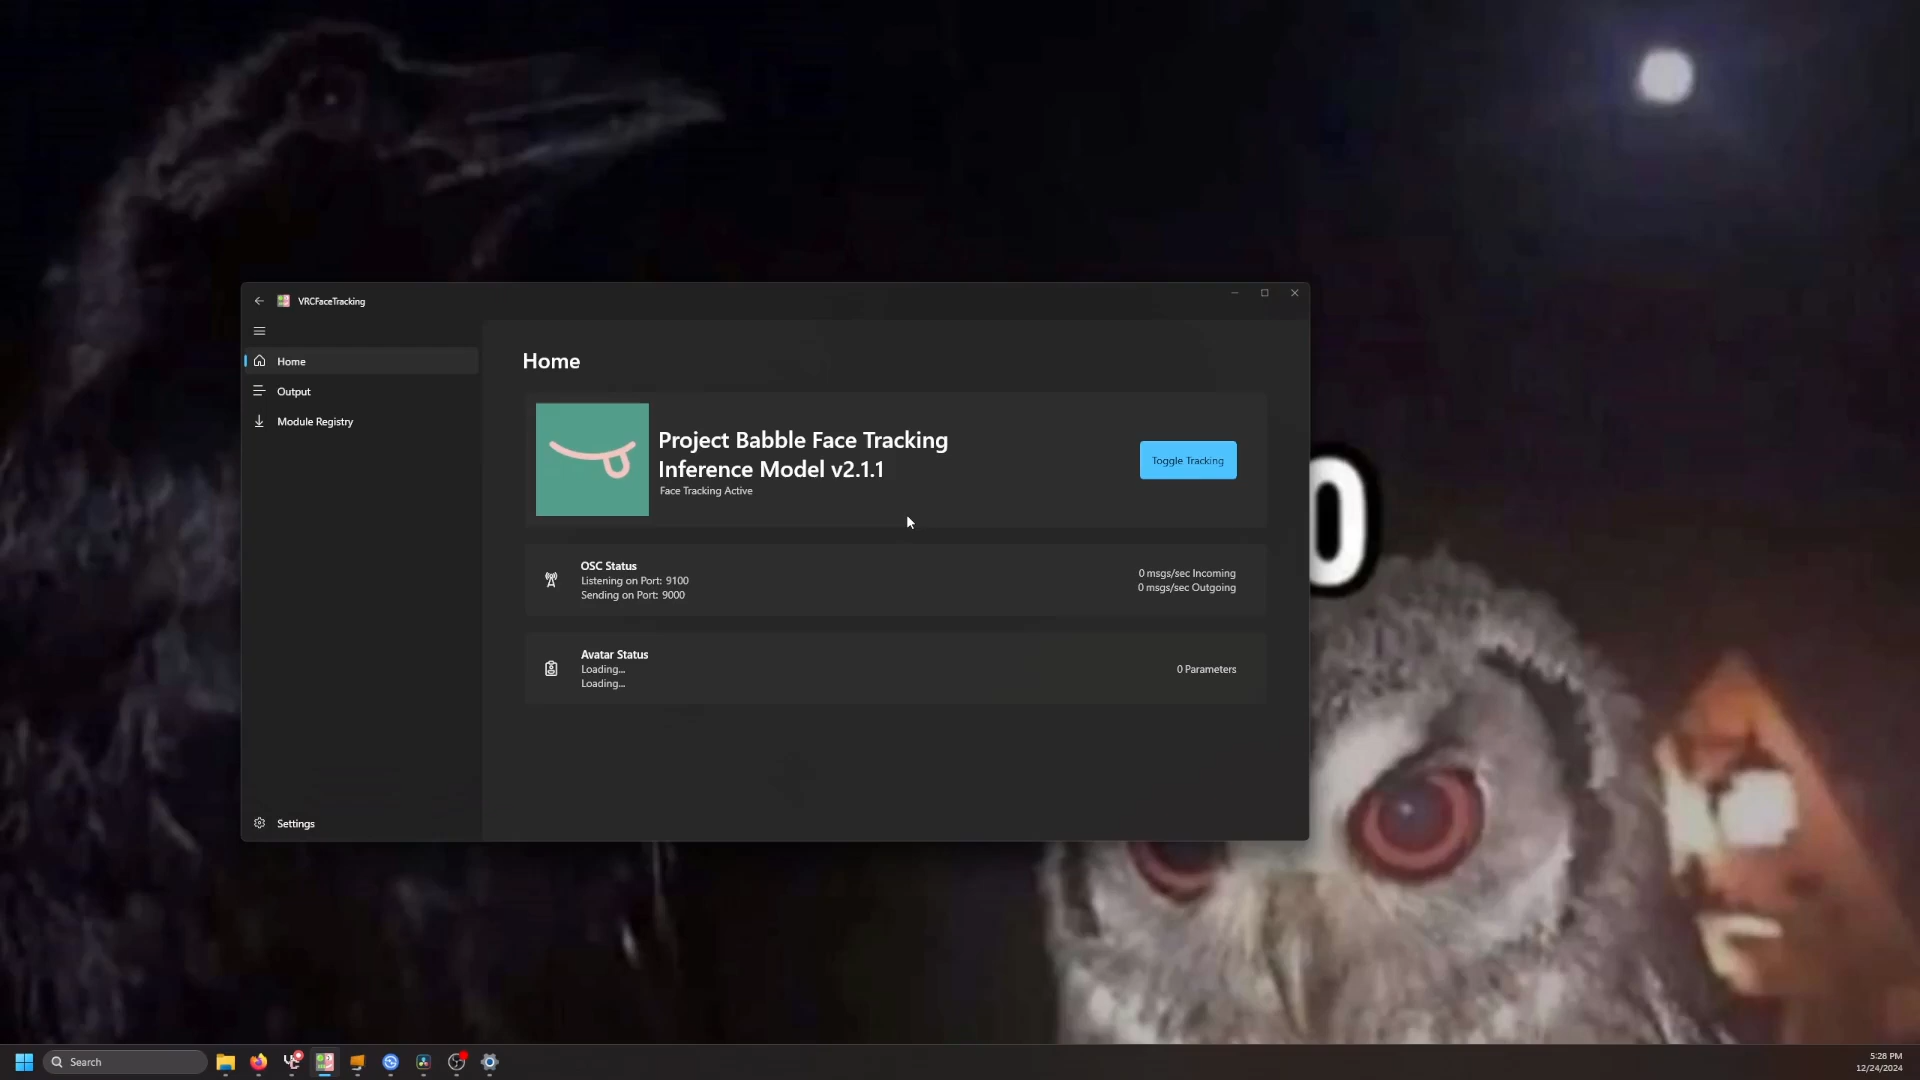 VRCFaceTracking
Home
Output
Module Registry
Settings
Home
Project Babble Face Tracking
Inference Model v2.1.1
Face Tracking Active
Toggle Tracking
OSC Status
Listening on Port: 9100
Sending on Port: 9000
0 msgs/sec Incoming
0 msgs/sec Outgoing
Avatar Status
Loading...
Loading...
0 Parameters
Search
5:28 PM
12/24/2024